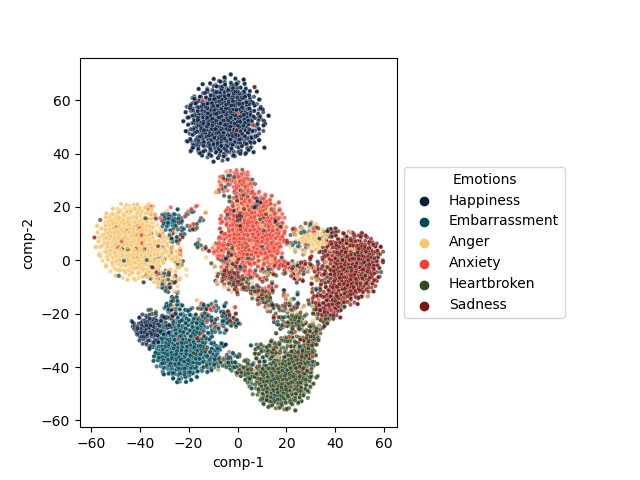 Emotions
Happiness
Embarrassment
Anger
Anxiety
Heartbroken
Sadness
comp-2
60
40
20
0
−20
−40
−60
−60
−40
−20
0
20
40
60
comp-1